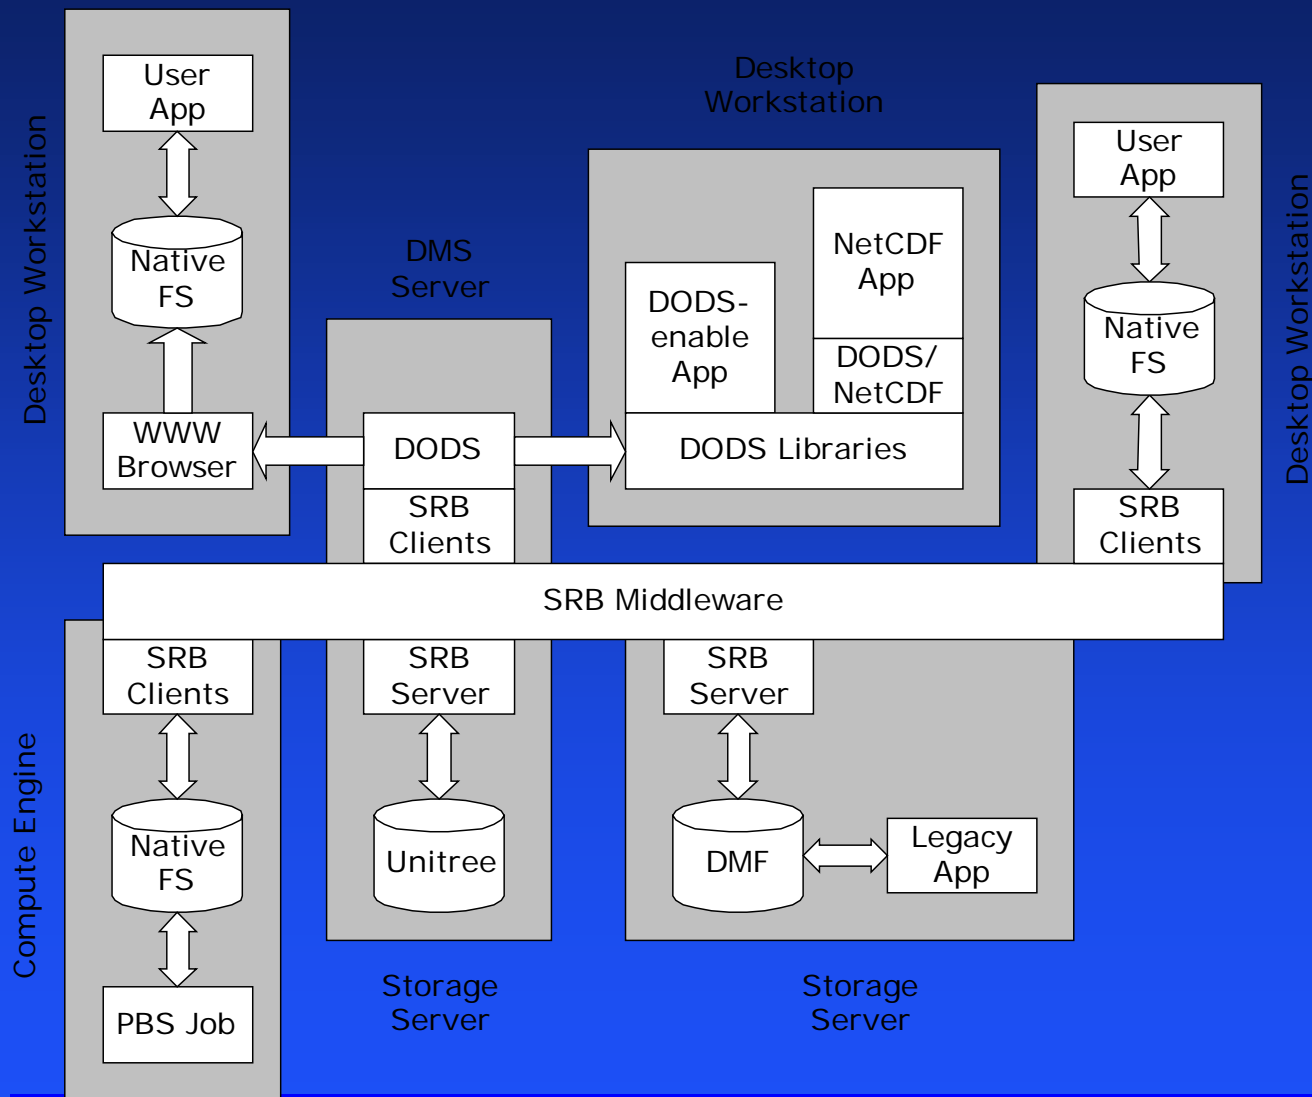 Desktop Workstation
User
App
Native
FS
WWW
Browser
DMS
Server
DODS
SRB
Clients
Desktop
Workstation
DODS-
enable
App
NetCDF
App
DODS/
NetCDF
DODS Libraries
Desktop Workstation
User
App
Native
FS
SRB
Clients
SRB Middleware
Compute Engine
SRB
Clients
Native
FS
PBS Job
SRB
Server
Unitree
Storage
Server
SRB
Server
DMF
Legacy
App
Storage
Server